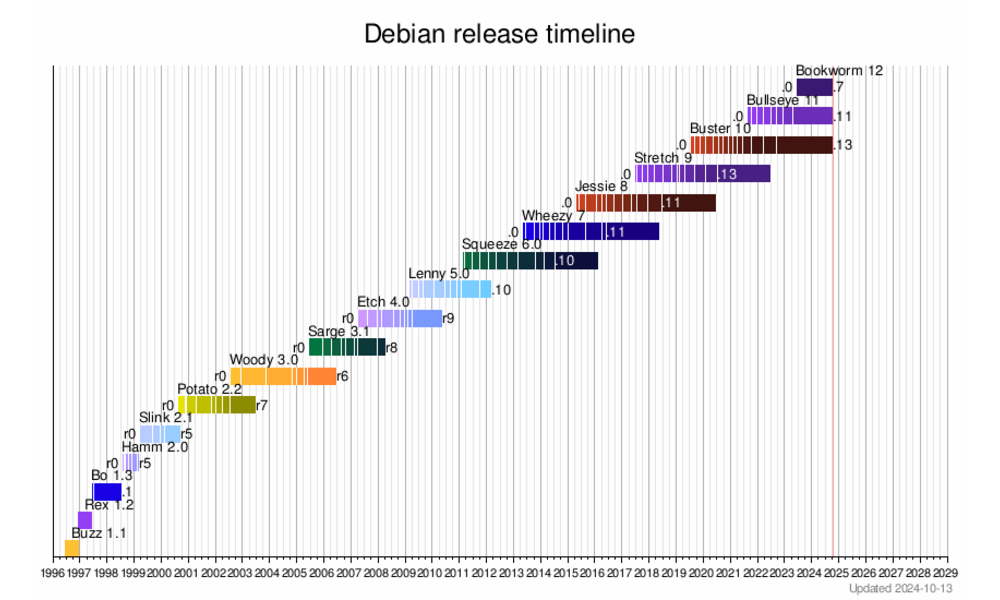 Debian release timeline
Bookworm 12
.0 .7
Bullseye 11
.0 .11
Buster 10
.0 .13
Stretch 9
.0 .13
Jessie 8
.0 .11
Wheezy 7
.0 .11
Squeeze 6.0
.10
Lenny 5.0
.10
Etch 4.0
r0 r9
Sarge 3.1
r0 r8
Woody 3.0
r0 r6
Potato 2.2
r0 r7
Slink 2.1
r0 r5
Hamm 2.0
r0 r5
Bo 1.3
.1
Rex 1.2
Buzz 1.1
1996 1997 1998 1999 2000 2001 2002 2003 2004 2005 2006 2007 2008 2009 2010 2011 2012 2013 2014 2015 2016 2017 2018 2019 2020 2021 2022 2023 2024 2025 2026 2027 2028 2029
Updated 2024-10-13